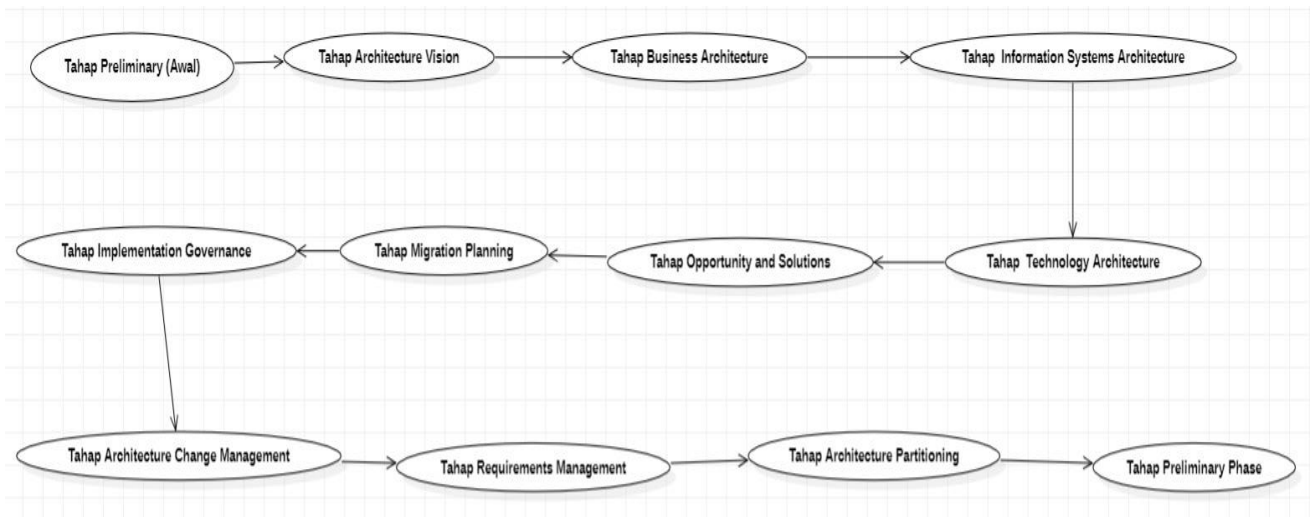 Tahap Preliminary (Awal)
Tahap Architecture Vision
Tahap Business Architecture
Tahap Information Systems Architecture
Tahap Technology Architecture
Tahap Opportunity and Solutions
Tahap Migration Planning
Tahap Implementation Governance
Tahap Architecture Change Management
Tahap Requirements Management
Tahap Architecture Partitioning
Tahap Preliminary Phase